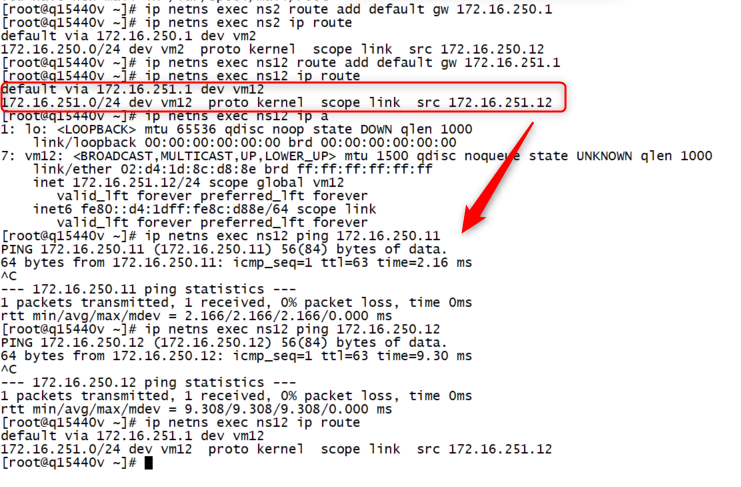 [root@q15440v ~]# ip netns exec ns2 route add default gw 172.16.250.1
[root@q15440v ~]# ip netns exec ns2 ip route
default via 172.16.250.1 dev vm2
172.16.250.0/24 dev vm2  proto kernel  scope link  src 172.16.250.12
[root@q15440v ~]# ip netns exec ns12 route add default gw 172.16.251.1
[root@q15440v ~]# ip netns exec ns12 ip route
default via 172.16.251.1 dev vm12
172.16.251.0/24 dev vm12  proto kernel  scope link  src 172.16.251.12
[root@q15440v ~]# ip netns exec ns12 ip a
1: lo: <LOOPBACK> mtu 65536 qdisc noop state DOWN qlen 1000
    link/loopback 00:00:00:00:00:00 brd 00:00:00:00:00:00
7: vm12: <BROADCAST,MULTICAST,UP,LOWER_UP> mtu 1500 qdisc noqueue state UNKNOWN qlen 1000
    link/ether 02:d4:1d:8c:d8:8e brd ff:ff:ff:ff:ff:ff
    inet 172.16.251.12/24 scope global vm12
       valid_lft forever preferred_lft forever
    inet6 fe80::d4:1dff:fe8c:d88e/64 scope link
       valid_lft forever preferred_lft forever
[root@q15440v ~]# ip netns exec ns12 ping 172.16.250.11
PING 172.16.250.11 (172.16.250.11) 56(84) bytes of data.
64 bytes from 172.16.250.11: icmp_seq=1 ttl=63 time=2.16 ms
^C
--- 172.16.250.11 ping statistics ---
1 packets transmitted, 1 received, 0% packet loss, time 0ms
rtt min/avg/max/mdev = 2.166/2.166/2.166/0.000 ms
[root@q15440v ~]# ip netns exec ns12 ping 172.16.250.12
PING 172.16.250.12 (172.16.250.12) 56(84) bytes of data.
64 bytes from 172.16.250.12: icmp_seq=1 ttl=63 time=9.30 ms
^C
--- 172.16.250.12 ping statistics ---
1 packets transmitted, 1 received, 0% packet loss, time 0ms
rtt min/avg/max/mdev = 9.308/9.308/9.308/0.000 ms
[root@q15440v ~]# ip netns exec ns12 ip route
default via 172.16.251.1 dev vm12
172.16.251.0/24 dev vm12  proto kernel  scope link  src 172.16.251.12
[root@q15440v ~]#